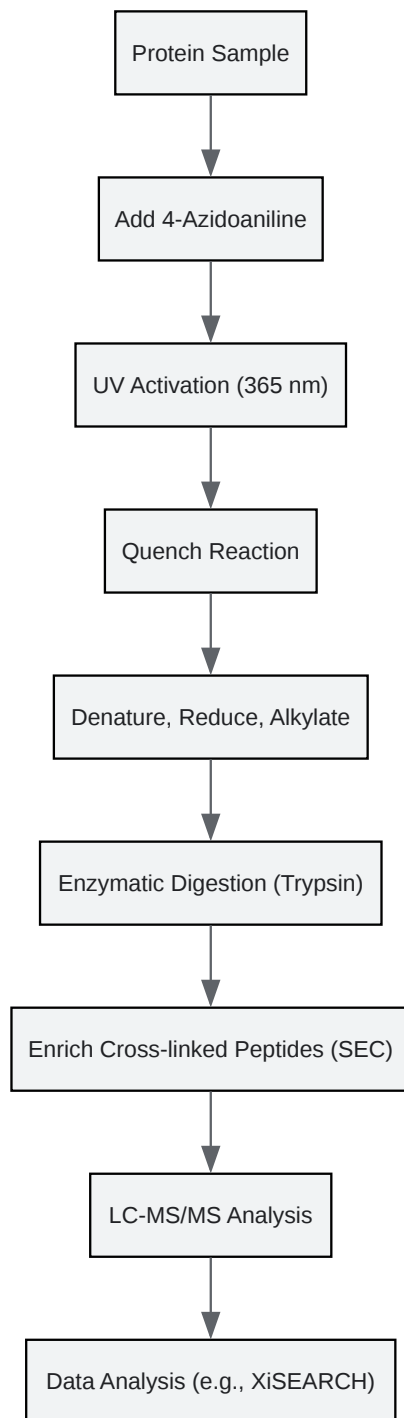 Protein Sample
Add 4-Azidoaniline
UV Activation (365 nm)
Quench Reaction
Denature, Reduce, Alkylate
Enzymatic Digestion (Trypsin)
Enrich Cross-linked Peptides (SEC)
LC-MS/MS Analysis
Data Analysis (e.g., XiSEARCH)